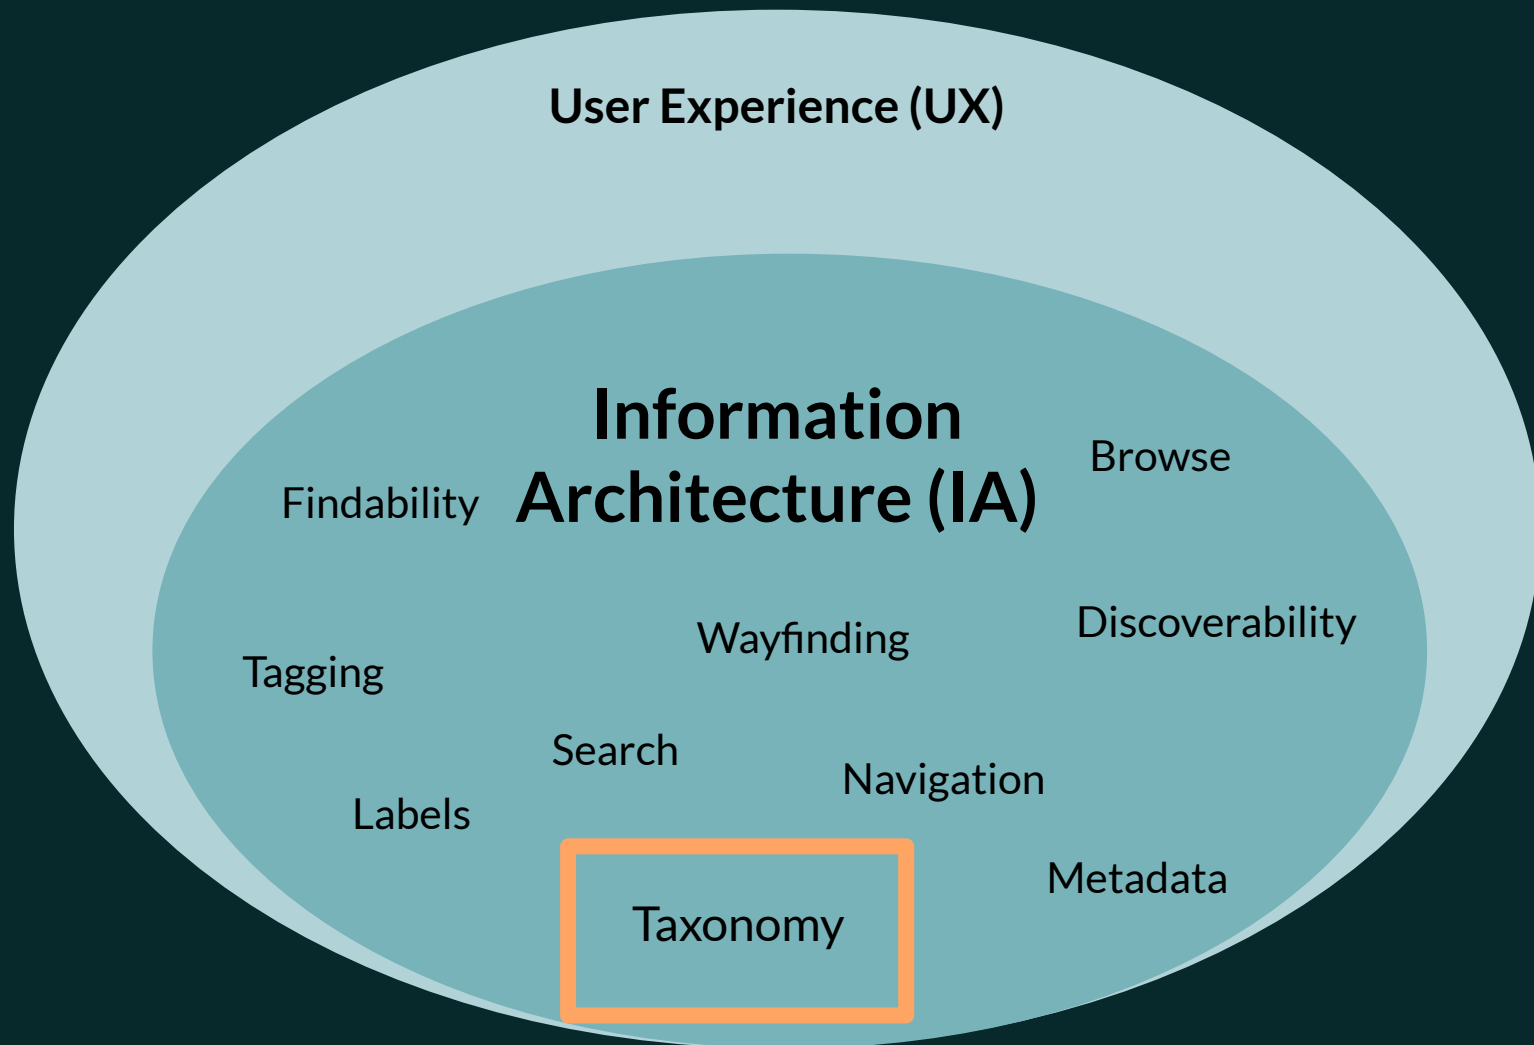 User Experience (UX)
Information
Architecture (IA)
Browse
Findability
Discoverability
Wayfinding
Tagging
Search
Navigation
Labels
Metadata
Taxonomy